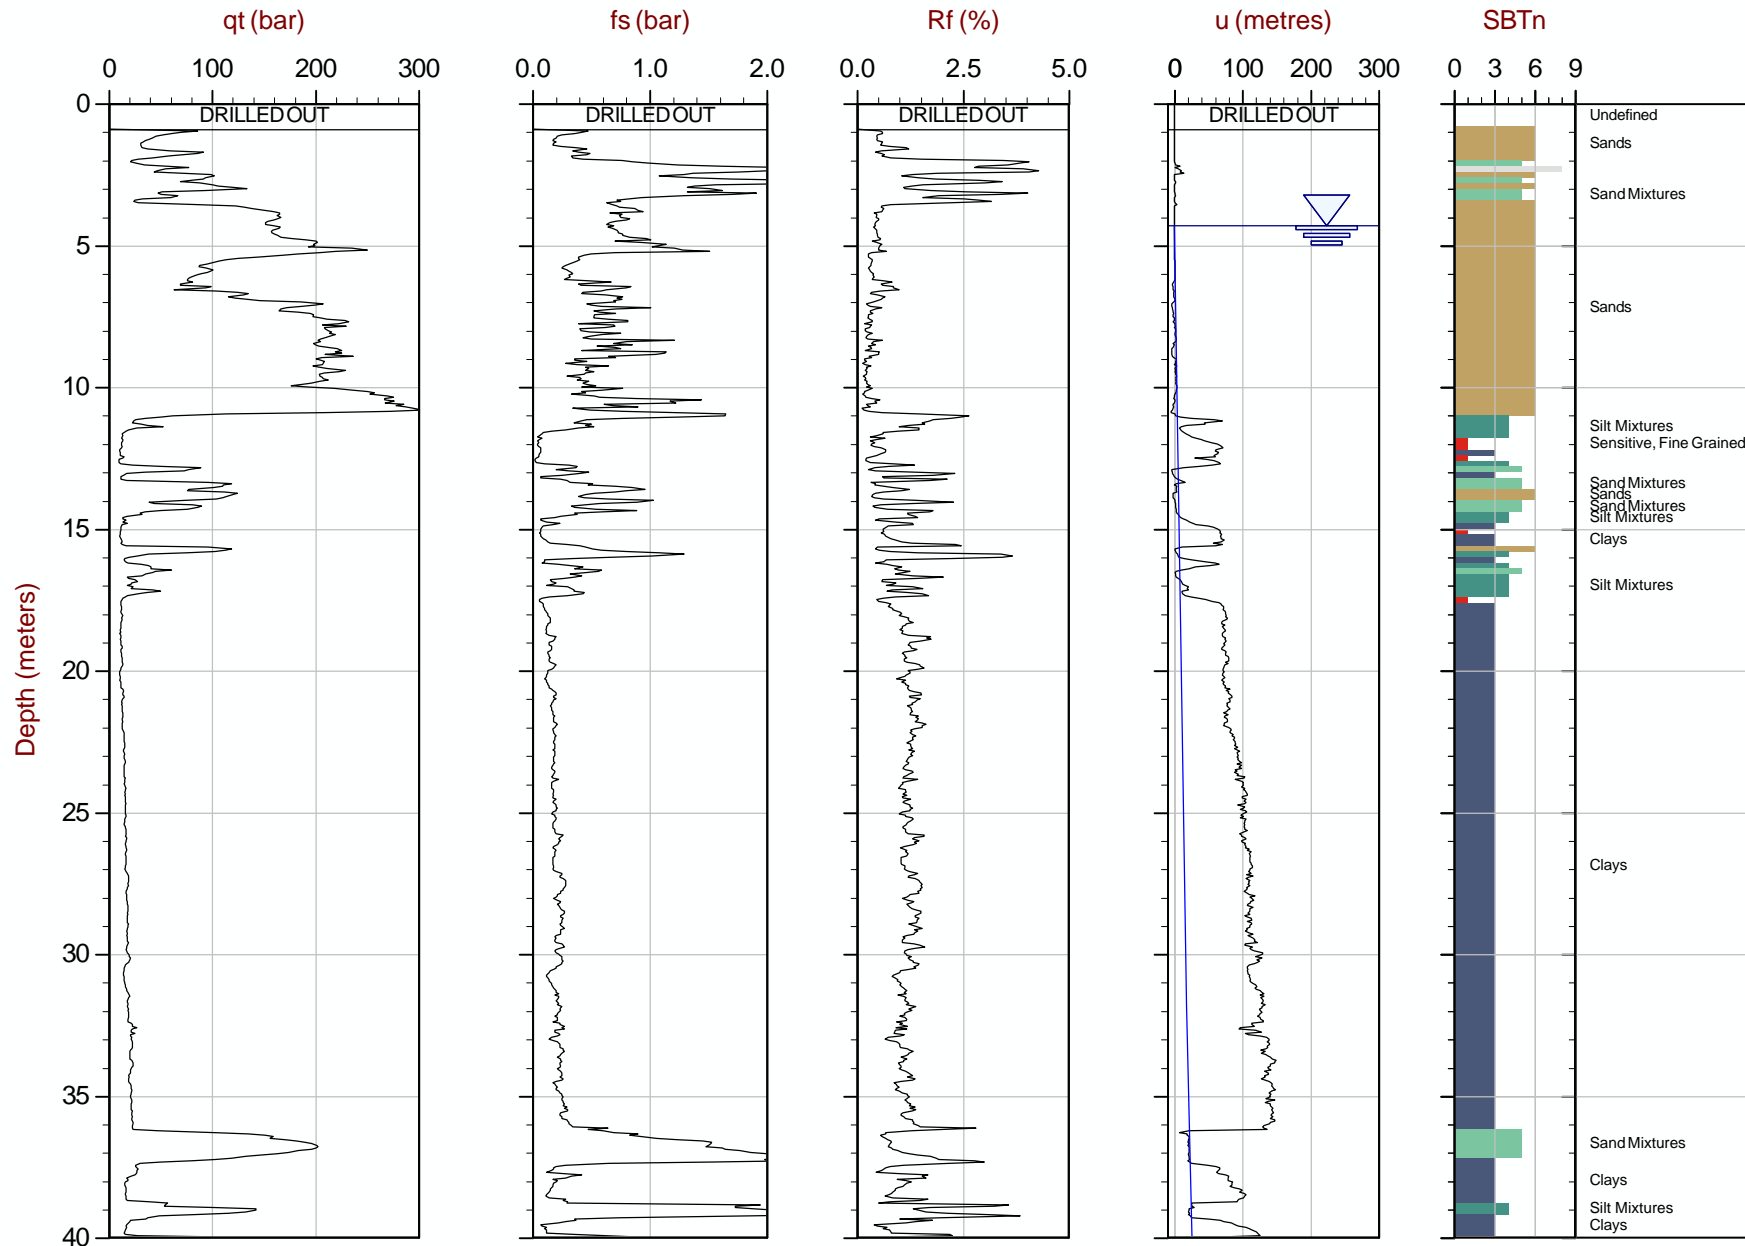 qt (bar) fs (bar) Rf (%) u (metres) SBTn
0 100 200 300 0.0 1.0 2.0 0.0 2.5 5.0 0 100 200 300 0 3 6 9
0
DRILLED OUT DRILLED OUT DRILLED OUT DRILLED OUT
Undefined
Sands
Sand Mixtures
5
Sands
10
Silt Mixtures
Sensitive, Fine Grained
Sand Mixtures
Sands
Sand Mixtures
Silt Mixtures
15
Clays
Silt Mixtures
20
Depth (meters)
25
Clays
30
35
Sand Mixtures
Clays
Silt Mixtures
Clays
40